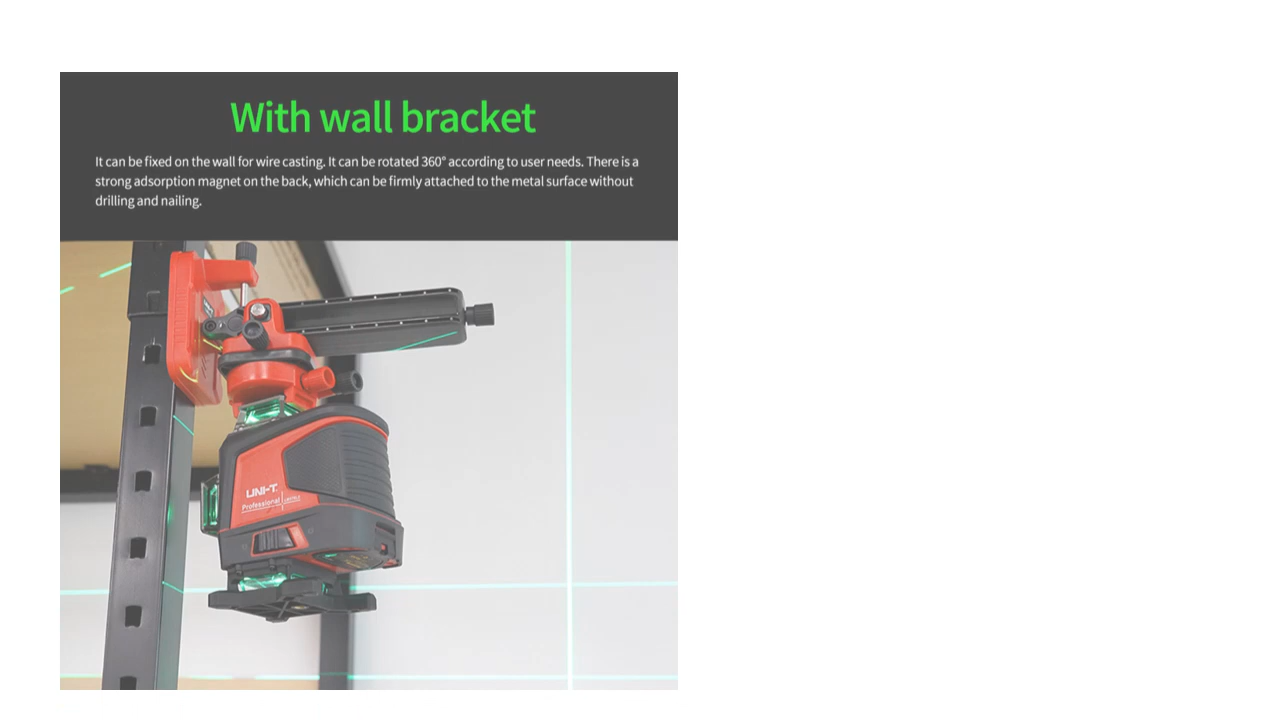 With wall bracket
It can be fixed on the wall for wire casting. It can be rotated 360° according to user needs. There is a
strong adsorption magnet on the back, which can be firmly attached to the metal surface without
drilling and nailing.
UNI-T
Professional